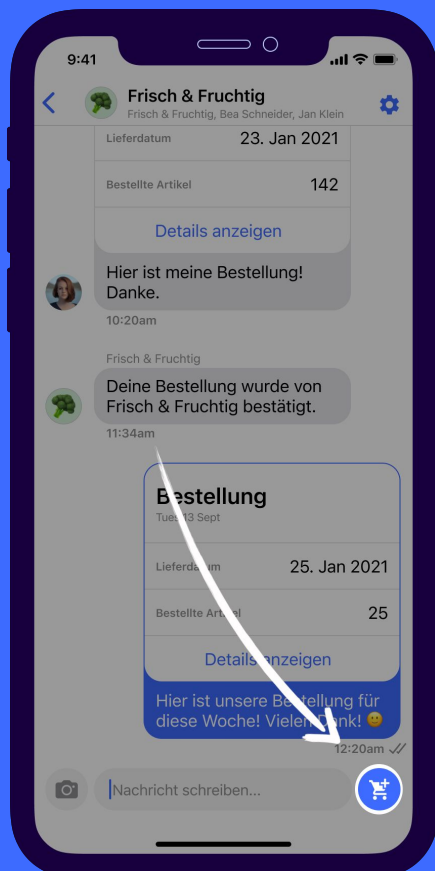 9:41
Frisch & Fruchtig
Frisch & Fruchtig, Bea Schneider, Jan Klein
Lieferdatum 23. Jan 2021
Bestellte Artikel 142
Details anzeigen
Hier ist meine Bestellung!
Danke.
10:20am
Frisch & Fruchtig
Deine Bestellung wurde von
Frisch & Fruchtig bestätigt.
11:34am
Bestellung
Tues 13 Sept
Lieferdatum 25. Jan 2021
Bestellte Artikel 25
Details anzeigen
Hier ist unsere Bestellung für
diese Woche! Vielen Dank! 🙂
12:20am
Nachricht schreiben...